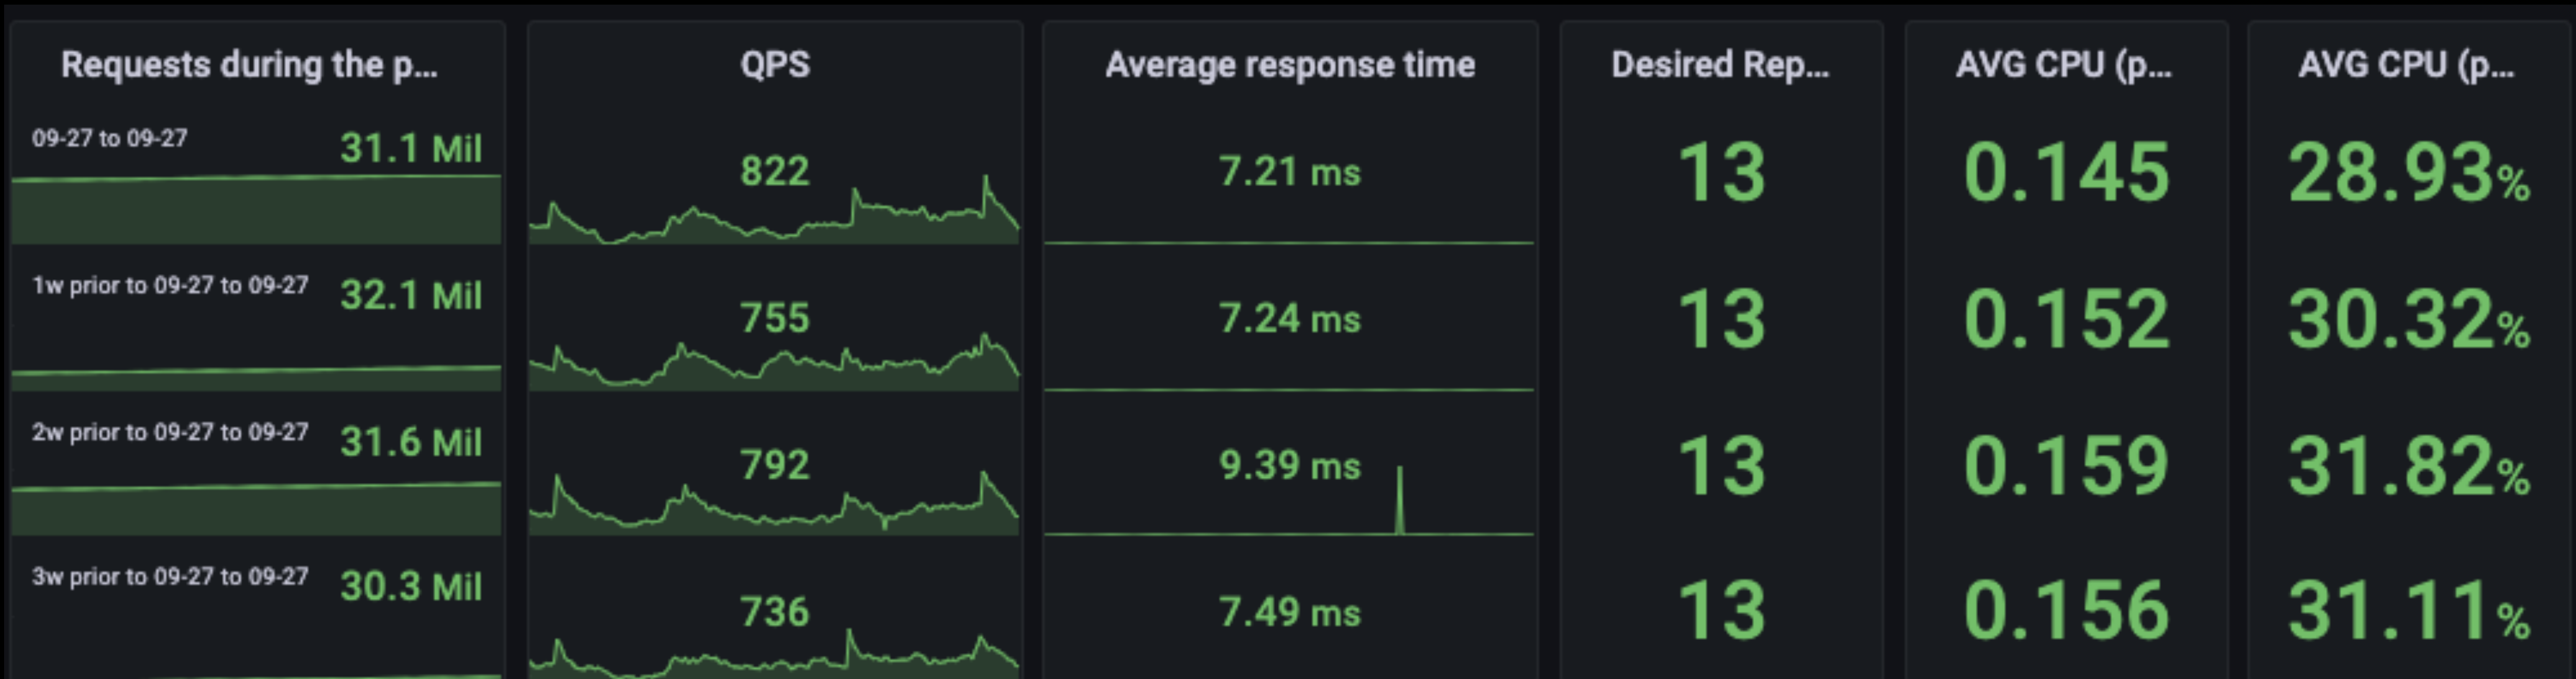 Requests during the p...
QPS
Average response time
Desired Rep...
AVG CPU (p...
AVG CPU (p...
09-27 to 09-27
31.1 Mil
822
7.21 ms
13
0.145
28.93%
1w prior to 09-27 to 09-27
32.1 Mil
755
7.24 ms
13
0.152
30.32%
2w prior to 09-27 to 09-27
31.6 Mil
792
9.39 ms
13
0.159
31.82%
3w prior to 09-27 to 09-27
30.3 Mil
736
7.49 ms
13
0.156
31.11%